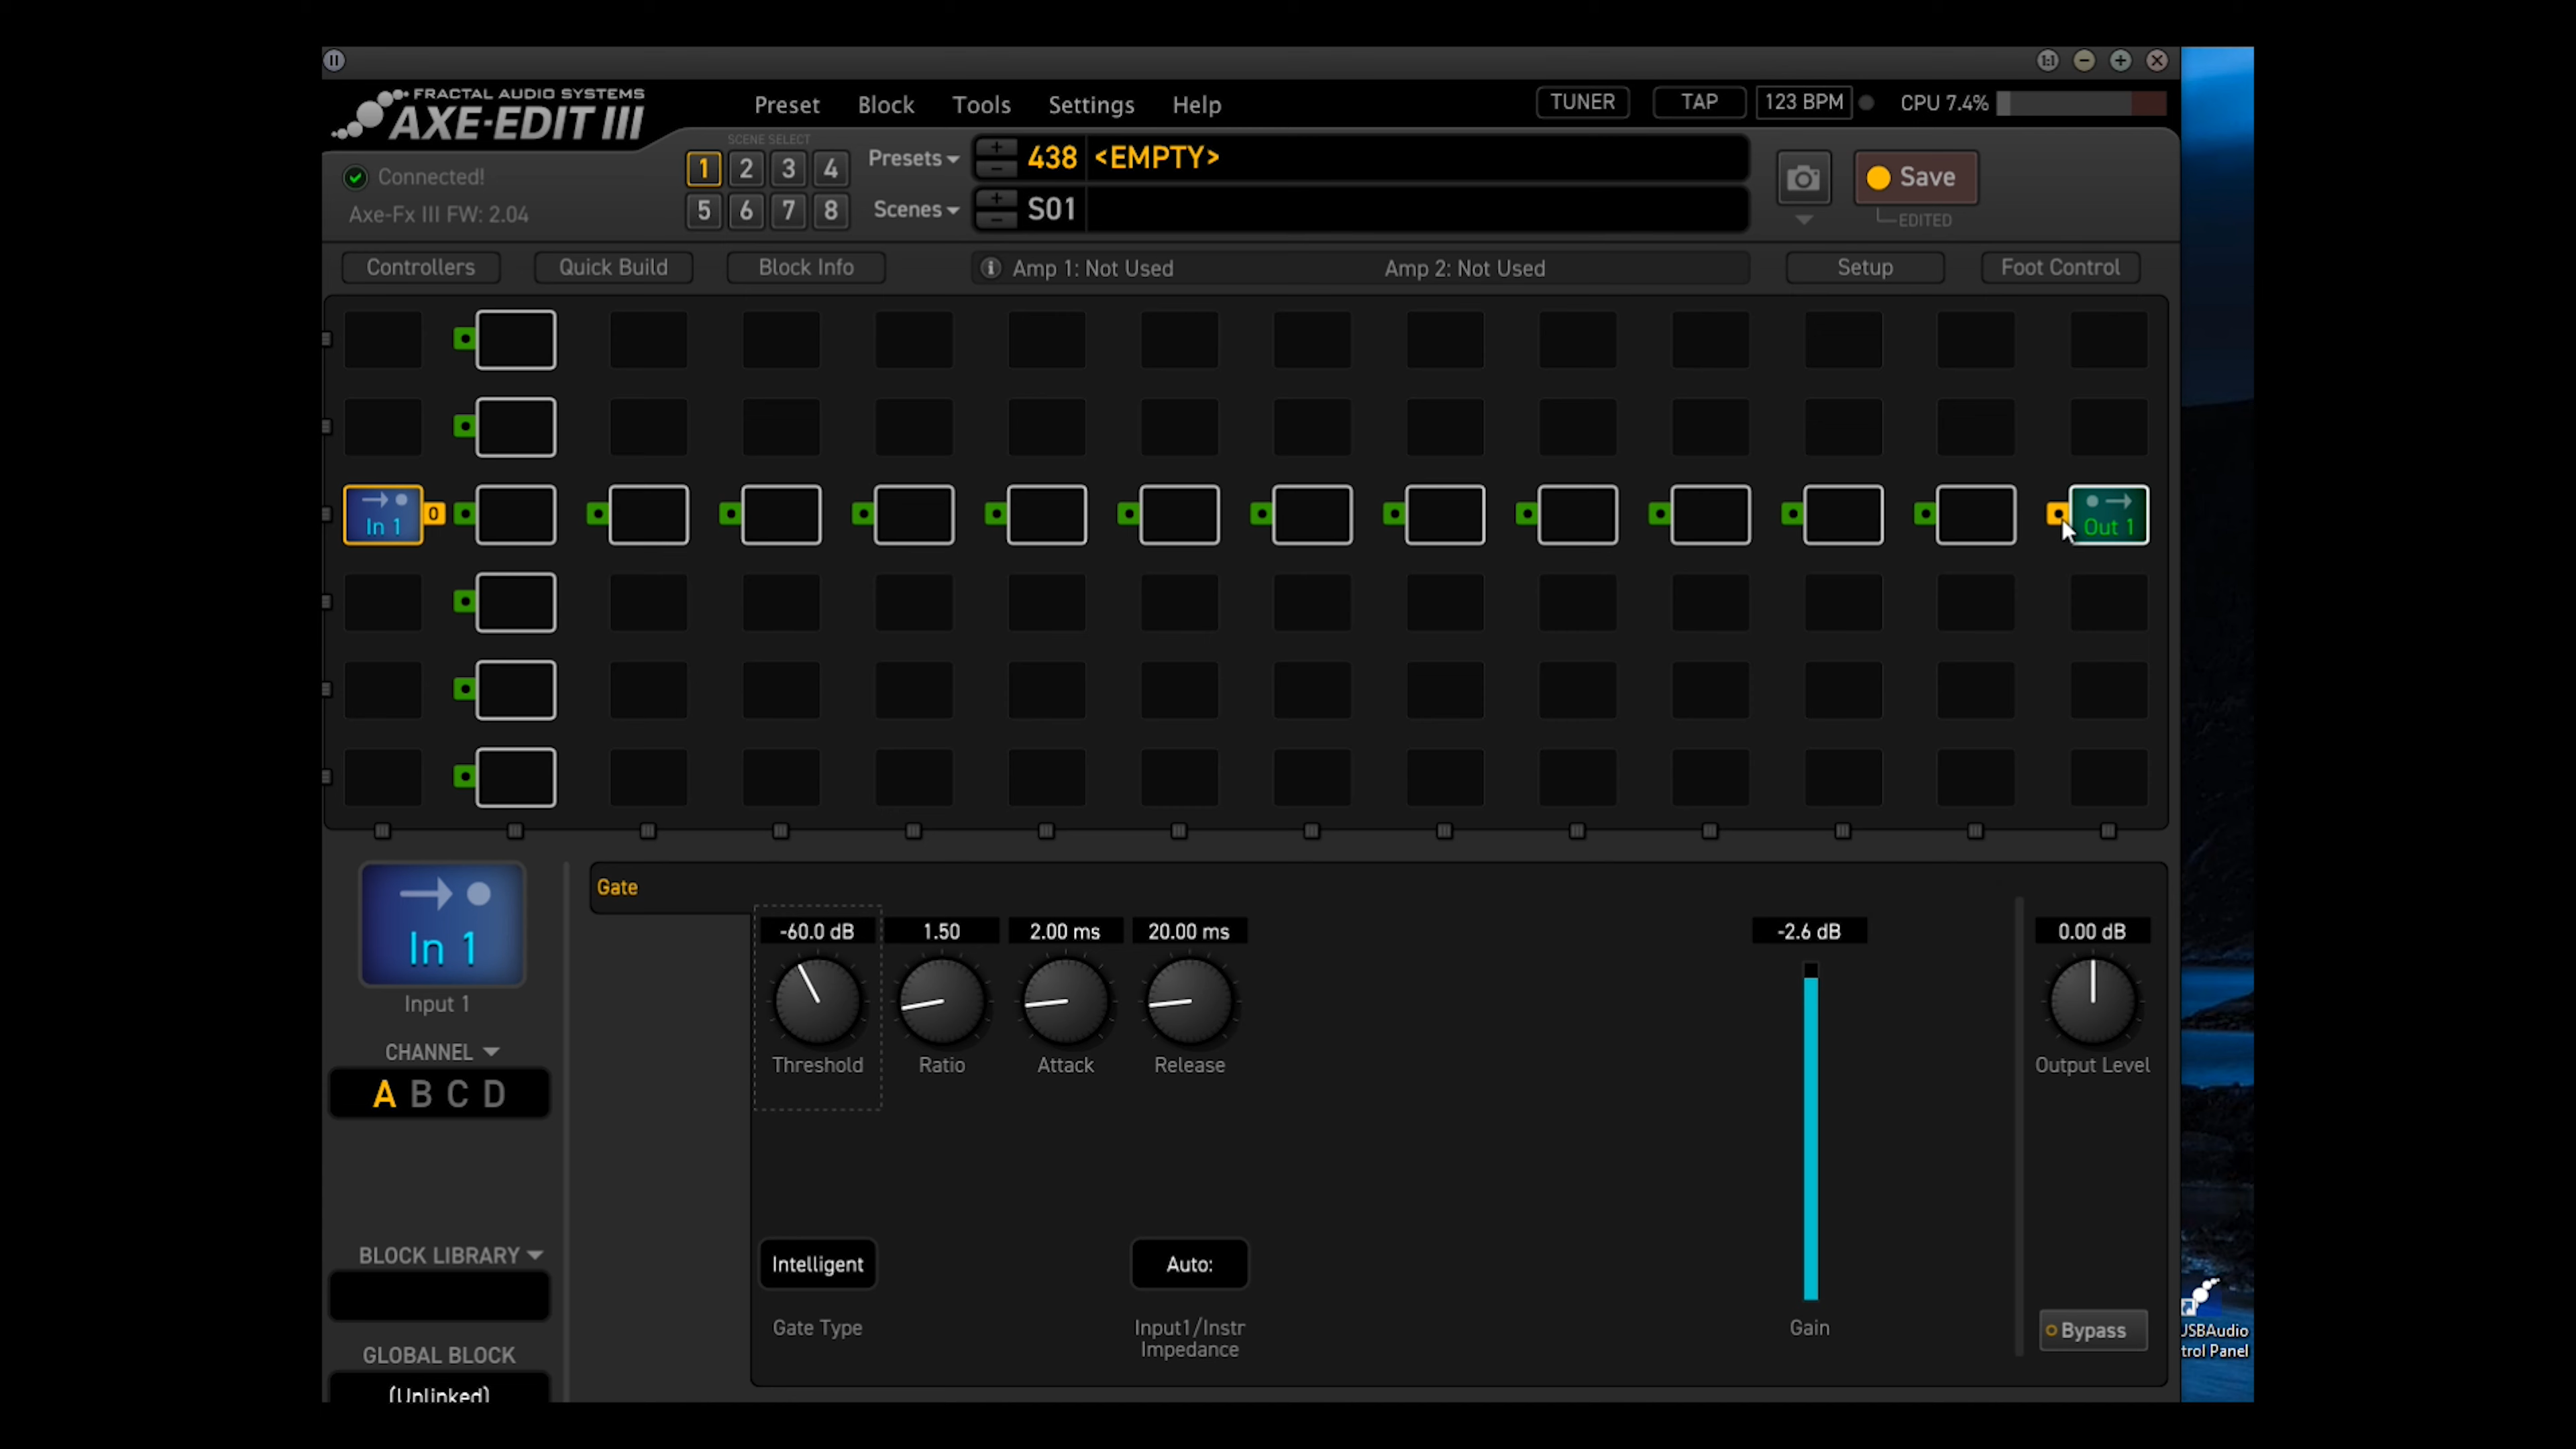 FRACTAL AUDIO SYSTEMS
AXE-EDIT III
Preset Block Tools Settings Help
TUNER TAP 123 BPM CPU 7.4%
Connected!
Axe-Fx III FW: 2.04
SCENE SELECT
1 2 3 4
5 6 7 8
Presets 438 <EMPTY>
Scenes S01
Save
EDITED
Controllers Quick Build Block Info Amp 1: Not Used Amp 2: Not Used Setup Foot Control
In 1
Out 1
In 1
Input 1
CHANNEL
A B C D
BLOCK LIBRARY
GLOBAL BLOCK
(Unlinked)
Gate
-60.0 dB 1.50 2.00 ms 20.00 ms -2.6 dB 0.00 dB
Threshold Ratio Attack Release Output Level
Intelligent Auto:
Gate Type Input1/Instr Impedance Gain
Bypass
JSBAudio
trol Panel